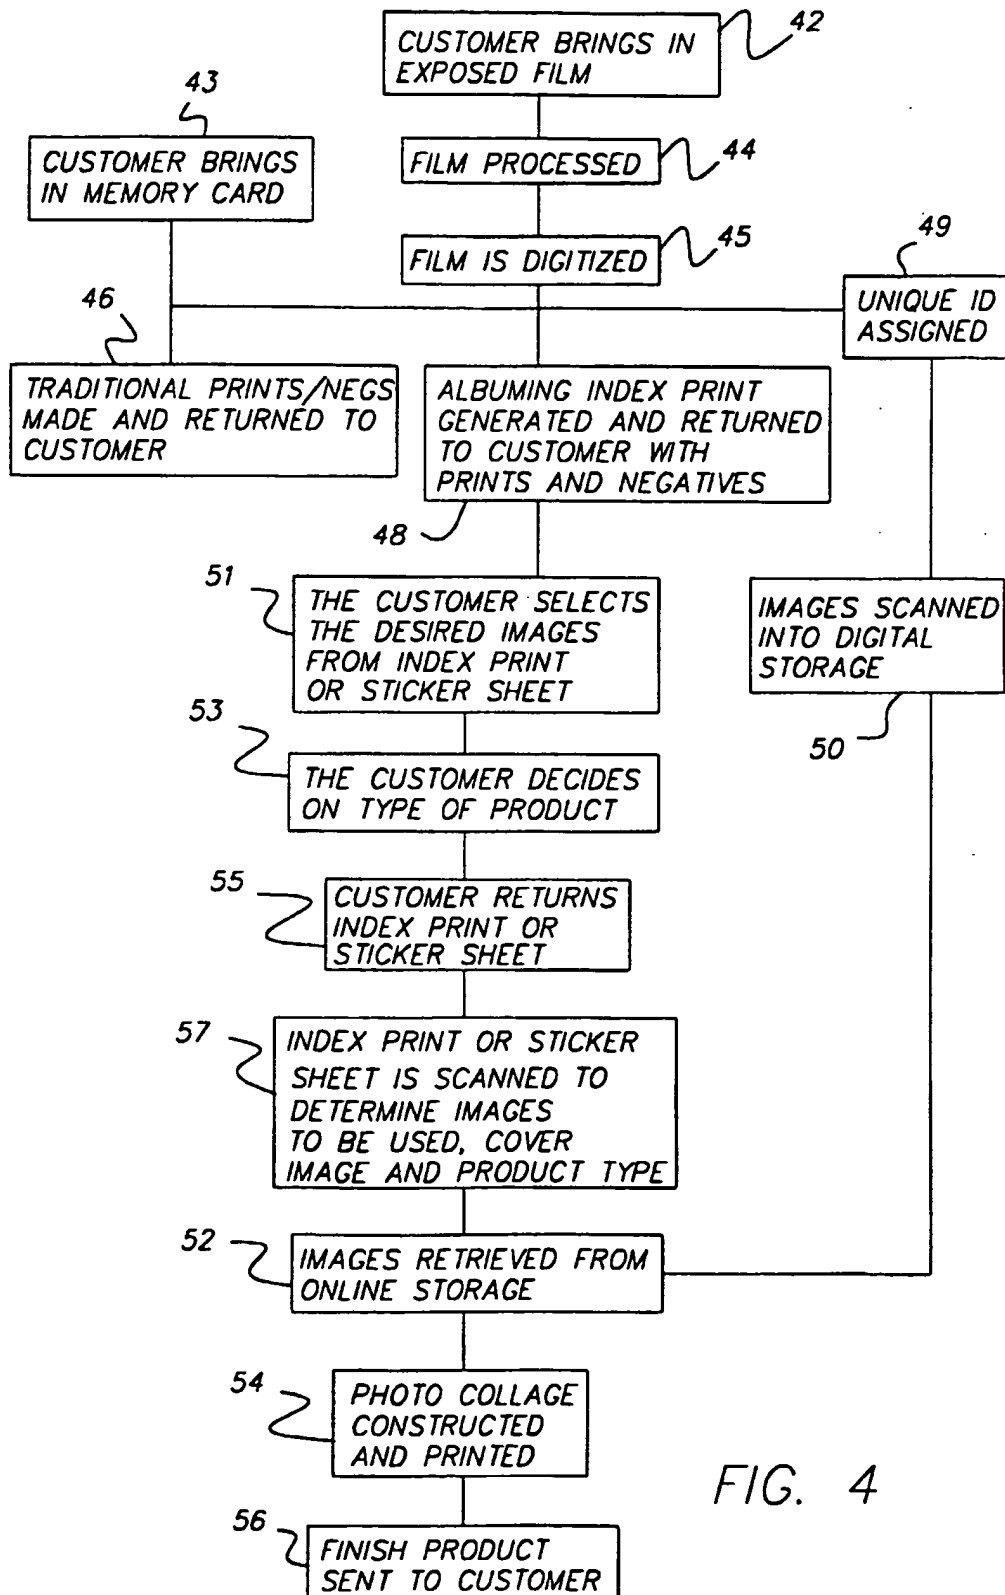 CUSTOMER BRINGS IN
EXPOSED FILM
42
43
CUSTOMER BRINGS
IN MEMORY CARD
FILM PROCESSED
44
FILM IS DIGITIZED
45
49
UNIQUE ID
ASSIGNED
46
TRADITIONAL PRINTS/NEGS
MADE AND RETURNED TO
CUSTOMER
ALBUMING INDEX PRINT
GENERATED AND RETURNED
TO CUSTOMER WITH
PRINTS AND NEGATIVES
48
51
THE CUSTOMER SELECTS
THE DESIRED IMAGES
FROM INDEX PRINT
OR STICKER SHEET
IMAGES SCANNED
INTO DIGITAL
STORAGE
50
53
THE CUSTOMER DECIDES
ON TYPE OF PRODUCT
55
CUSTOMER RETURNS
INDEX PRINT OR
STICKER SHEET
57
INDEX PRINT OR STICKER
SHEET IS SCANNED TO
DETERMINE IMAGES
TO BE USED, COVER
IMAGE AND PRODUCT TYPE
52
IMAGES RETRIEVED FROM
ONLINE STORAGE
54
PHOTO COLLAGE
CONSTRUCTED
AND PRINTED
FIG. 4
56
FINISH PRODUCT
SENT TO CUSTOMER